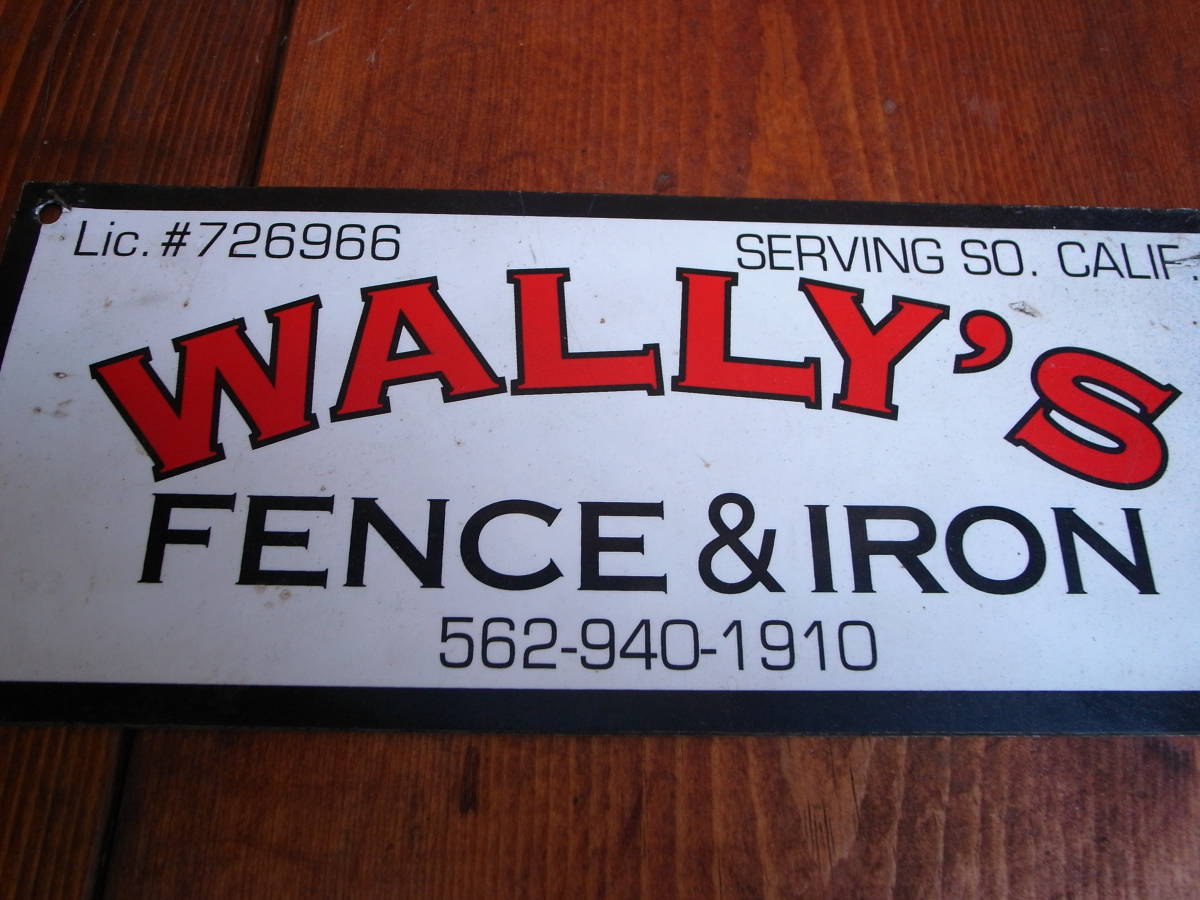 Lic. #726966 SERVING SO. CALIF.
WALLY'S
FENCE & IRON
562-940-1910